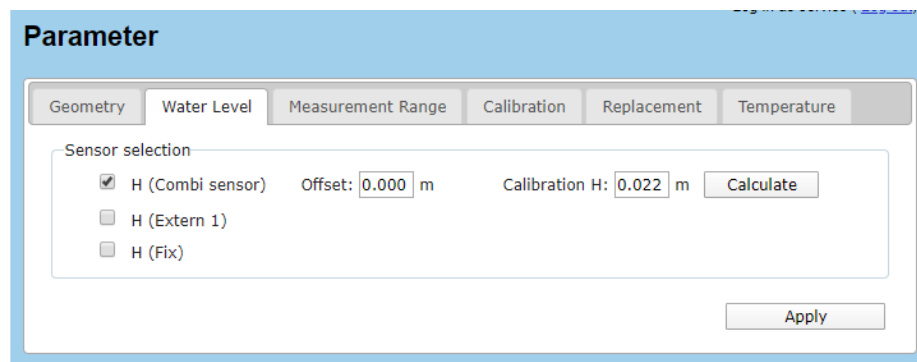 Parameter
Geometry Water Level Measurement Range Calibration Replacement Temperature
Sensor selection
H (Combi sensor) Offset: 0.000 m Calibration H: 0.022 m Calculate
H (Extern 1)
H (Fix)
Apply